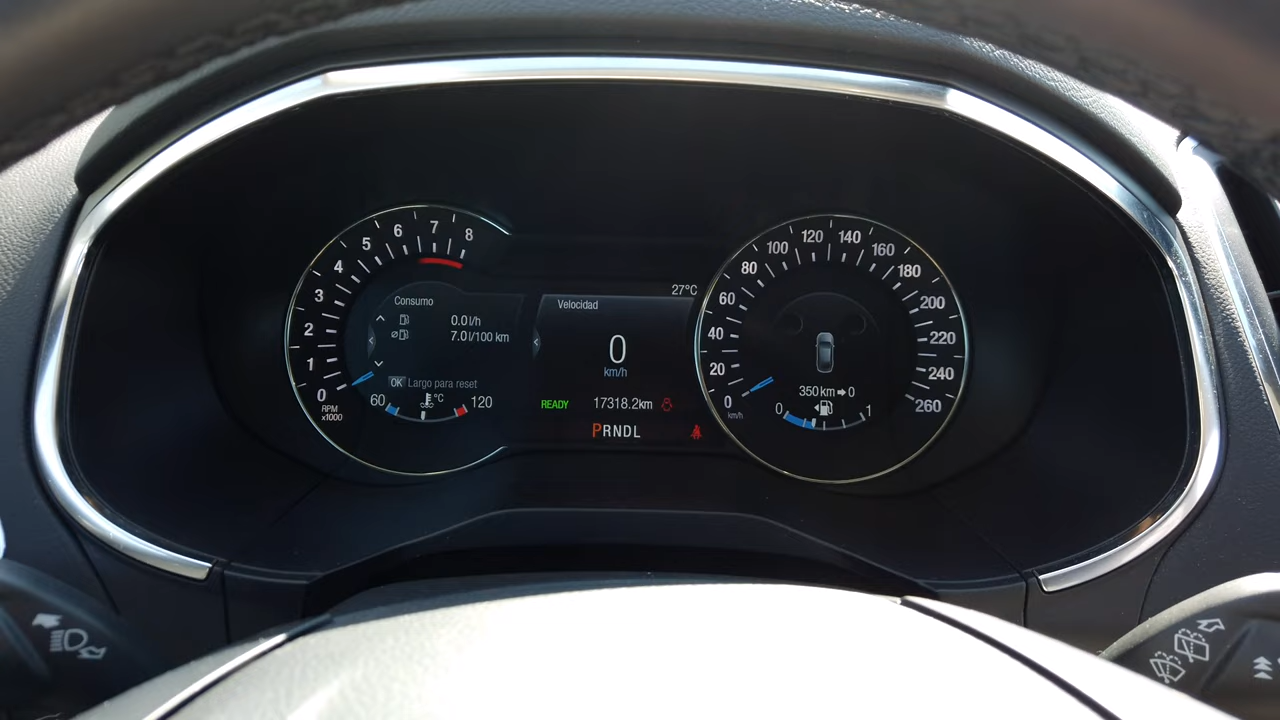 8
7
6
5
4
3
2
1
0
RPM
x1000
Consumo
0.0 l/h
7.0 l/100 km
OK Largo para reset
60 °C 120
27°C
Velocidad
0
km/h
READY 17318.2km
PRNDL
0
20
40
60
80
100
120
140
160
180
200
220
240
260
km/h
350 km 0
0 1